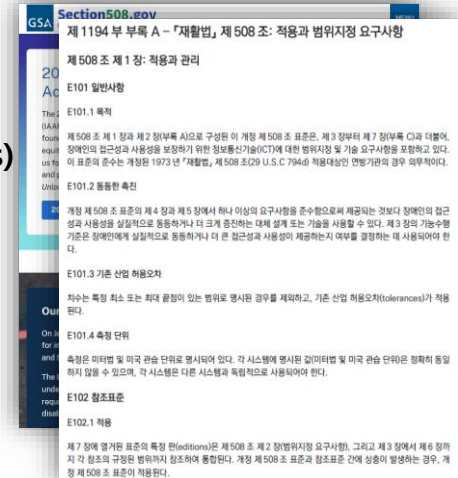 GSA Section508.gov
MENU
20
Ac
The 2
(IAAI
foun
equit
us fo
and p
Unlo
20
s)
Our
On Ja
for in
and S
The I
unde
requi
disab
제 1194 부 부록 A – 「재활법」 제 508 조: 적용과 범위지정 요구사항
제 508 조 제 1 장: 적용과 관리
E101 일반사항
E101.1 목적
제 508 조 제 1 장과 제 2 장(부록 A)으로 구성된 이 개정 제 508 조 표준은, 제 3 장부터 제 7 장(부록 C)과 더불어,
장애인의 접근성과 사용성을 보장하기 위한 정보통신기술(ICT)에 대한 범위지정 및 기술 요구사항을 포함하고 있다.
이 표준의 준수는 개정된 1973 년 「재활법」 제 508 조(29 U.S.C 794d) 적용대상인 연방기관의 경우 의무적이다.
E101.2 동등한 촉진
개정 제 508 조 표준의 제 4 장과 제 5 장에서 하나 이상의 요구사항을 준수함으로써 제공되는 것보다 장애인의 접근
성과 사용성을 실질적으로 동등하거나 더 크게 증진하는 대체 설계 또는 기술을 사용할 수 있다. 제 3 장의 기능수행
기준은 장애인에게 실질적으로 동등하거나 더 큰 접근성과 사용성이 제공하는지 여부를 결정하는 데 사용되어야 한
다.
E101.3 기존 산업 허용오차
치수는 특정 최소 또는 최대 끝점이 있는 범위로 명시된 경우를 제외하고, 기존 산업 허용오차(tolerances)가 적용
된다.
E101.4 측정 단위
측정은 미터법 및 미국 관습 단위로 명시되어 있다. 각 시스템에 명시된 값(미터법 및 미국 관습 단위)은 정확히 동일
하지 않을 수 있으며, 각 시스템은 다른 시스템과 독립적으로 사용되어야 한다.
E102 참조표준
E102.1 적용
제 7 장에 열거된 표준의 특정 편(editions)은 제 508 조 제 2 장(범위지정 요구사항), 그리고 제 3 장에서 제 6 장까
지 각 참조의 규정된 범위까지 참조하여 통합된다. 개정 제 508 조 표준과 참조표준 간에 상충이 발생하는 경우, 개
정 제 508 조 표준이 적용된다.